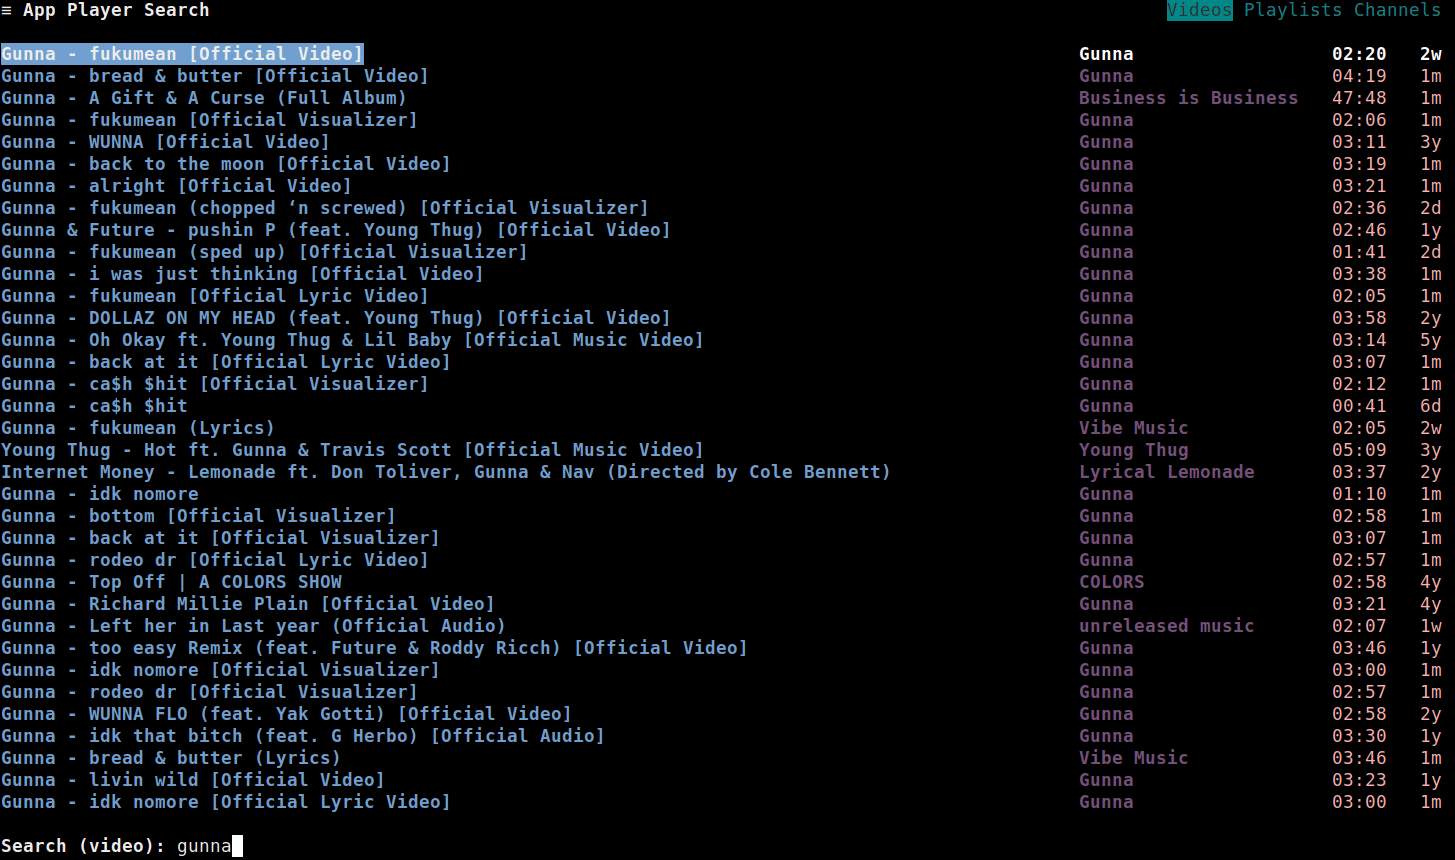 ≡ App Player Search Videos Playlists Channels
Gunna - fukumean [Official Video] Gunna 02:20 2w
Gunna - bread & butter [Official Video] Gunna 04:19 1m
Gunna - A Gift & A Curse (Full Album) Business is Business 47:48 1m
Gunna - fukumean [Official Visualizer] Gunna 02:06 1m
Gunna - WUNNA [Official Video] Gunna 03:11 3y
Gunna - back to the moon [Official Video] Gunna 03:19 1m
Gunna - alright [Official Video] Gunna 03:21 1m
Gunna - fukumean (chopped ‘n screwed) [Official Visualizer] Gunna 02:36 2d
Gunna & Future - pushin P (feat. Young Thug) [Official Video] Gunna 02:46 1y
Gunna - fukumean (sped up) [Official Visualizer] Gunna 01:41 2d
Gunna - i was just thinking [Official Video] Gunna 03:38 1m
Gunna - fukumean [Official Lyric Video] Gunna 02:05 1m
Gunna - DOLLAZ ON MY HEAD (feat. Young Thug) [Official Video] Gunna 03:58 2y
Gunna - Oh Okay ft. Young Thug & Lil Baby [Official Music Video] Gunna 03:14 5y
Gunna - back at it [Official Lyric Video] Gunna 03:07 1m
Gunna - ca$h $hit [Official Visualizer] Gunna 02:12 1m
Gunna - ca$h $hit Gunna 00:41 6d
Gunna - fukumean (Lyrics) Vibe Music 02:05 2w
Young Thug - Hot ft. Gunna & Travis Scott [Official Music Video] Young Thug 05:09 3y
Internet Money - Lemonade ft. Don Toliver, Gunna & Nav (Directed by Cole Bennett) Lyrical Lemonade 03:37 2y
Gunna - idk nomore Gunna 01:10 1m
Gunna - bottom [Official Visualizer] Gunna 02:58 1m
Gunna - back at it [Official Visualizer] Gunna 03:07 1m
Gunna - rodeo dr [Official Lyric Video] Gunna 02:57 1m
Gunna - Top Off | A COLORS SHOW COLORS 02:58 4y
Gunna - Richard Millie Plain [Official Video] Gunna 03:21 4y
Gunna - Left her in Last year (Official Audio) unreleased music 02:07 1w
Gunna - too easy Remix (feat. Future & Roddy Ricch) [Official Video] Gunna 03:46 1y
Gunna - idk nomore [Official Visualizer] Gunna 03:00 1m
Gunna - rodeo dr [Official Visualizer] Gunna 02:57 1m
Gunna - WUNNA FLO (feat. Yak Gotti) [Official Video] Gunna 02:58 2y
Gunna - idk that bitch (feat. G Herbo) [Official Audio] Gunna 03:30 1y
Gunna - bread & butter (Lyrics) Vibe Music 03:46 1m
Gunna - livin wild [Official Video] Gunna 03:23 1y
Gunna - idk nomore [Official Lyric Video] Gunna 03:00 1m
Search (video): gunna